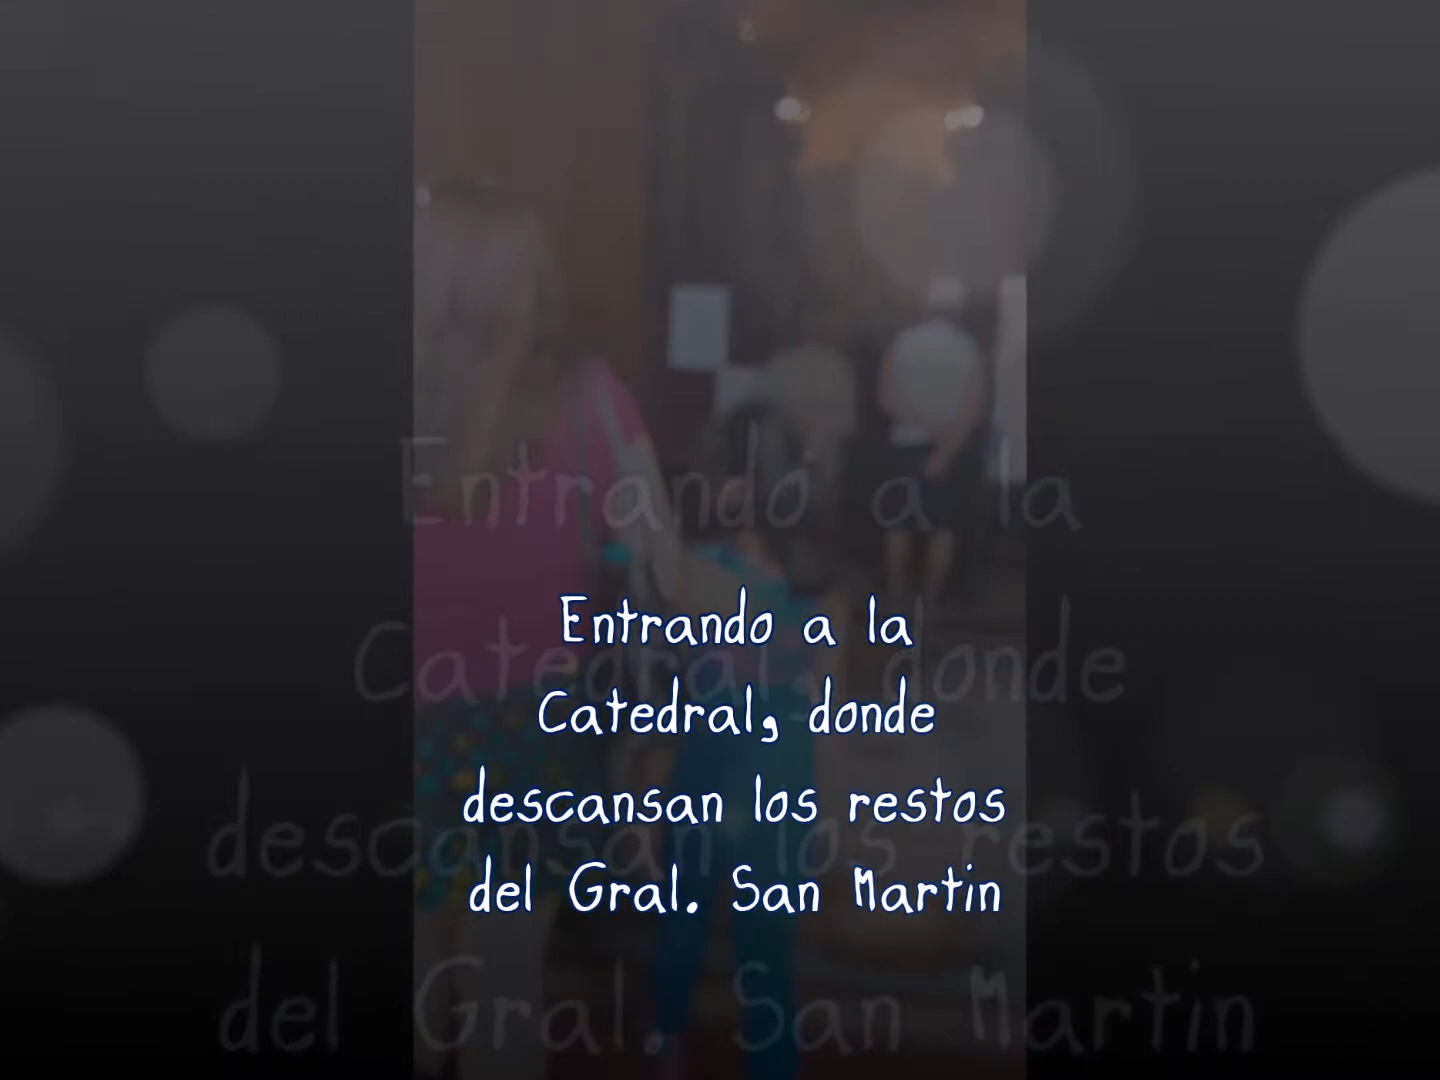 Entrando a la
Catedral, donde
descansan los restos
del Gral. San Martin